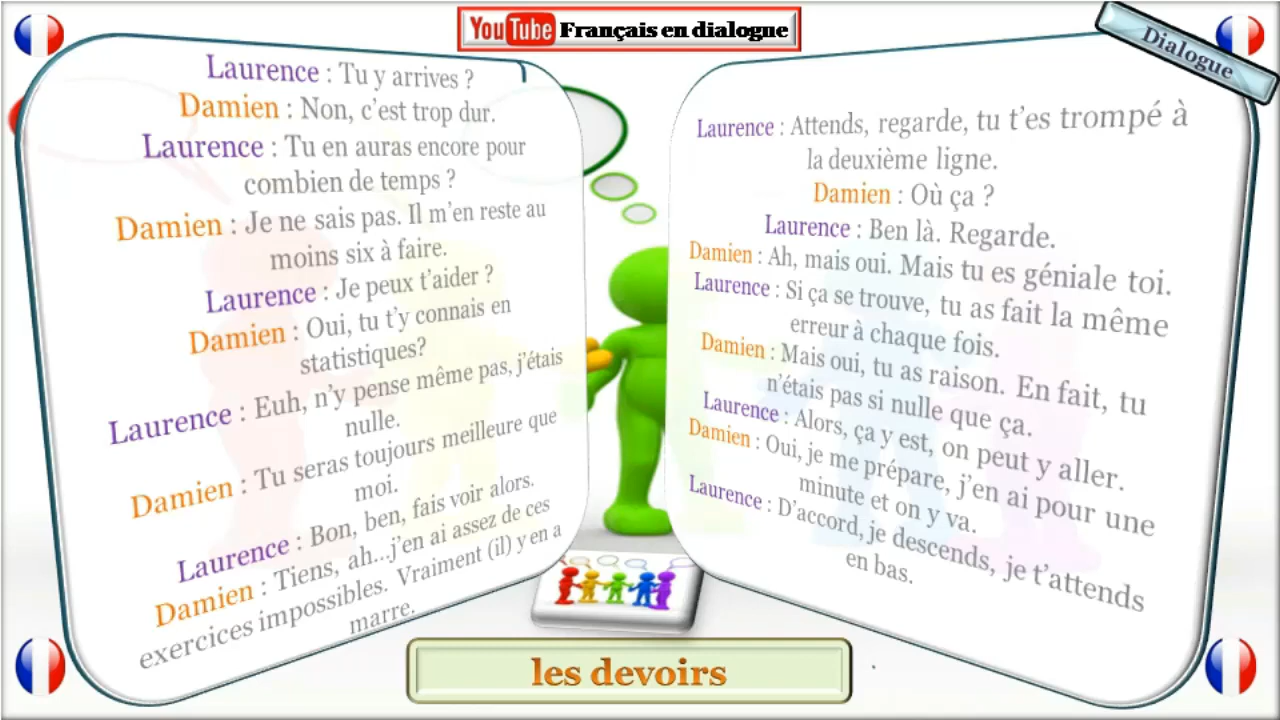 YouTube Français en dialogue
Dialogue
Laurence : Tu y arrives ?
Damien : Non, c'est trop dur.
Laurence : Tu en auras encore pour
combien de temps ?
Damien : Je ne sais pas. Il m'en reste au
moins six à faire.
Laurence : Je peux t'aider ?
Damien : Oui, tu t'y connais en
statistiques?
Laurence : Euh, n'y pense même pas, j'étais
nulle.
Damien : Tu seras toujours meilleure que
moi.
Laurence : Bon, ben, fais voir alors.
Damien : Tiens, ah...j'en ai assez de ces
exercices impossibles. Vraiment (il) y en a
marre.
Laurence : Attends, regarde, tu t'es trompé à
la deuxième ligne.
Damien : Où ça ?
Laurence : Ben là. Regarde.
Damien : Ah, mais oui. Mais tu es géniale toi.
Laurence : Si ça se trouve, tu as fait la même
erreur à chaque fois.
Damien : Mais oui, tu as raison. En fait, tu
n'étais pas si nulle que ça.
Laurence : Alors, ça y est, on peut y aller.
Damien : Oui, je me prépare, j'en ai pour une
minute et on y va.
Laurence : D'accord, je descends, je t'attends
en bas.
les devoirs